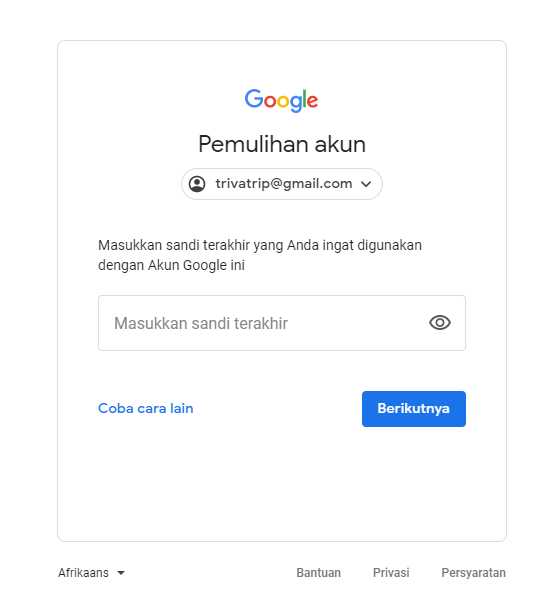 Google
Pemulihan akun
trivatrip@gmail.com
Masukkan sandi terakhir yang Anda ingat digunakan
dengan Akun Google ini
Masukkan sandi terakhir
Coba cara lain
Berikutnya
Afrikaans
Bantuan
Privasi
Persyaratan